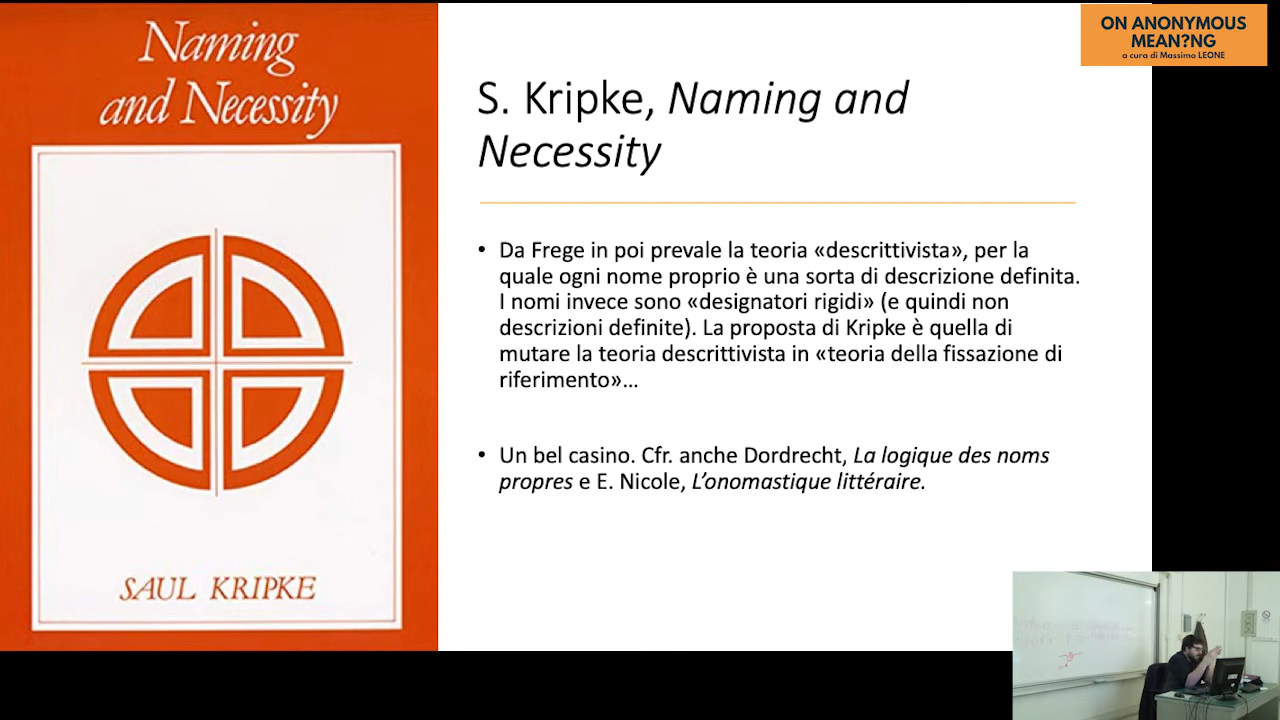 Naming
and Necessity
SAUL KRIPKE
ON ANONYMOUS
MEAN?NG
a cura di Massimo LEONE
S. Kripke, Naming and
Necessity
• Da Frege in poi prevale la teoria «descrittivista», per la
quale ogni nome proprio è una sorta di descrizione definita.
I nomi invece sono «designatori rigidi» (e quindi non
descrizioni definite). La proposta di Kripke è quella di
mutare la teoria descrittivista in «teoria della fissazione di
riferimento»...
• Un bel casino. Cfr. anche Dordrecht, La logique des noms
propres e E. Nicole, L’onomastique littéraire.